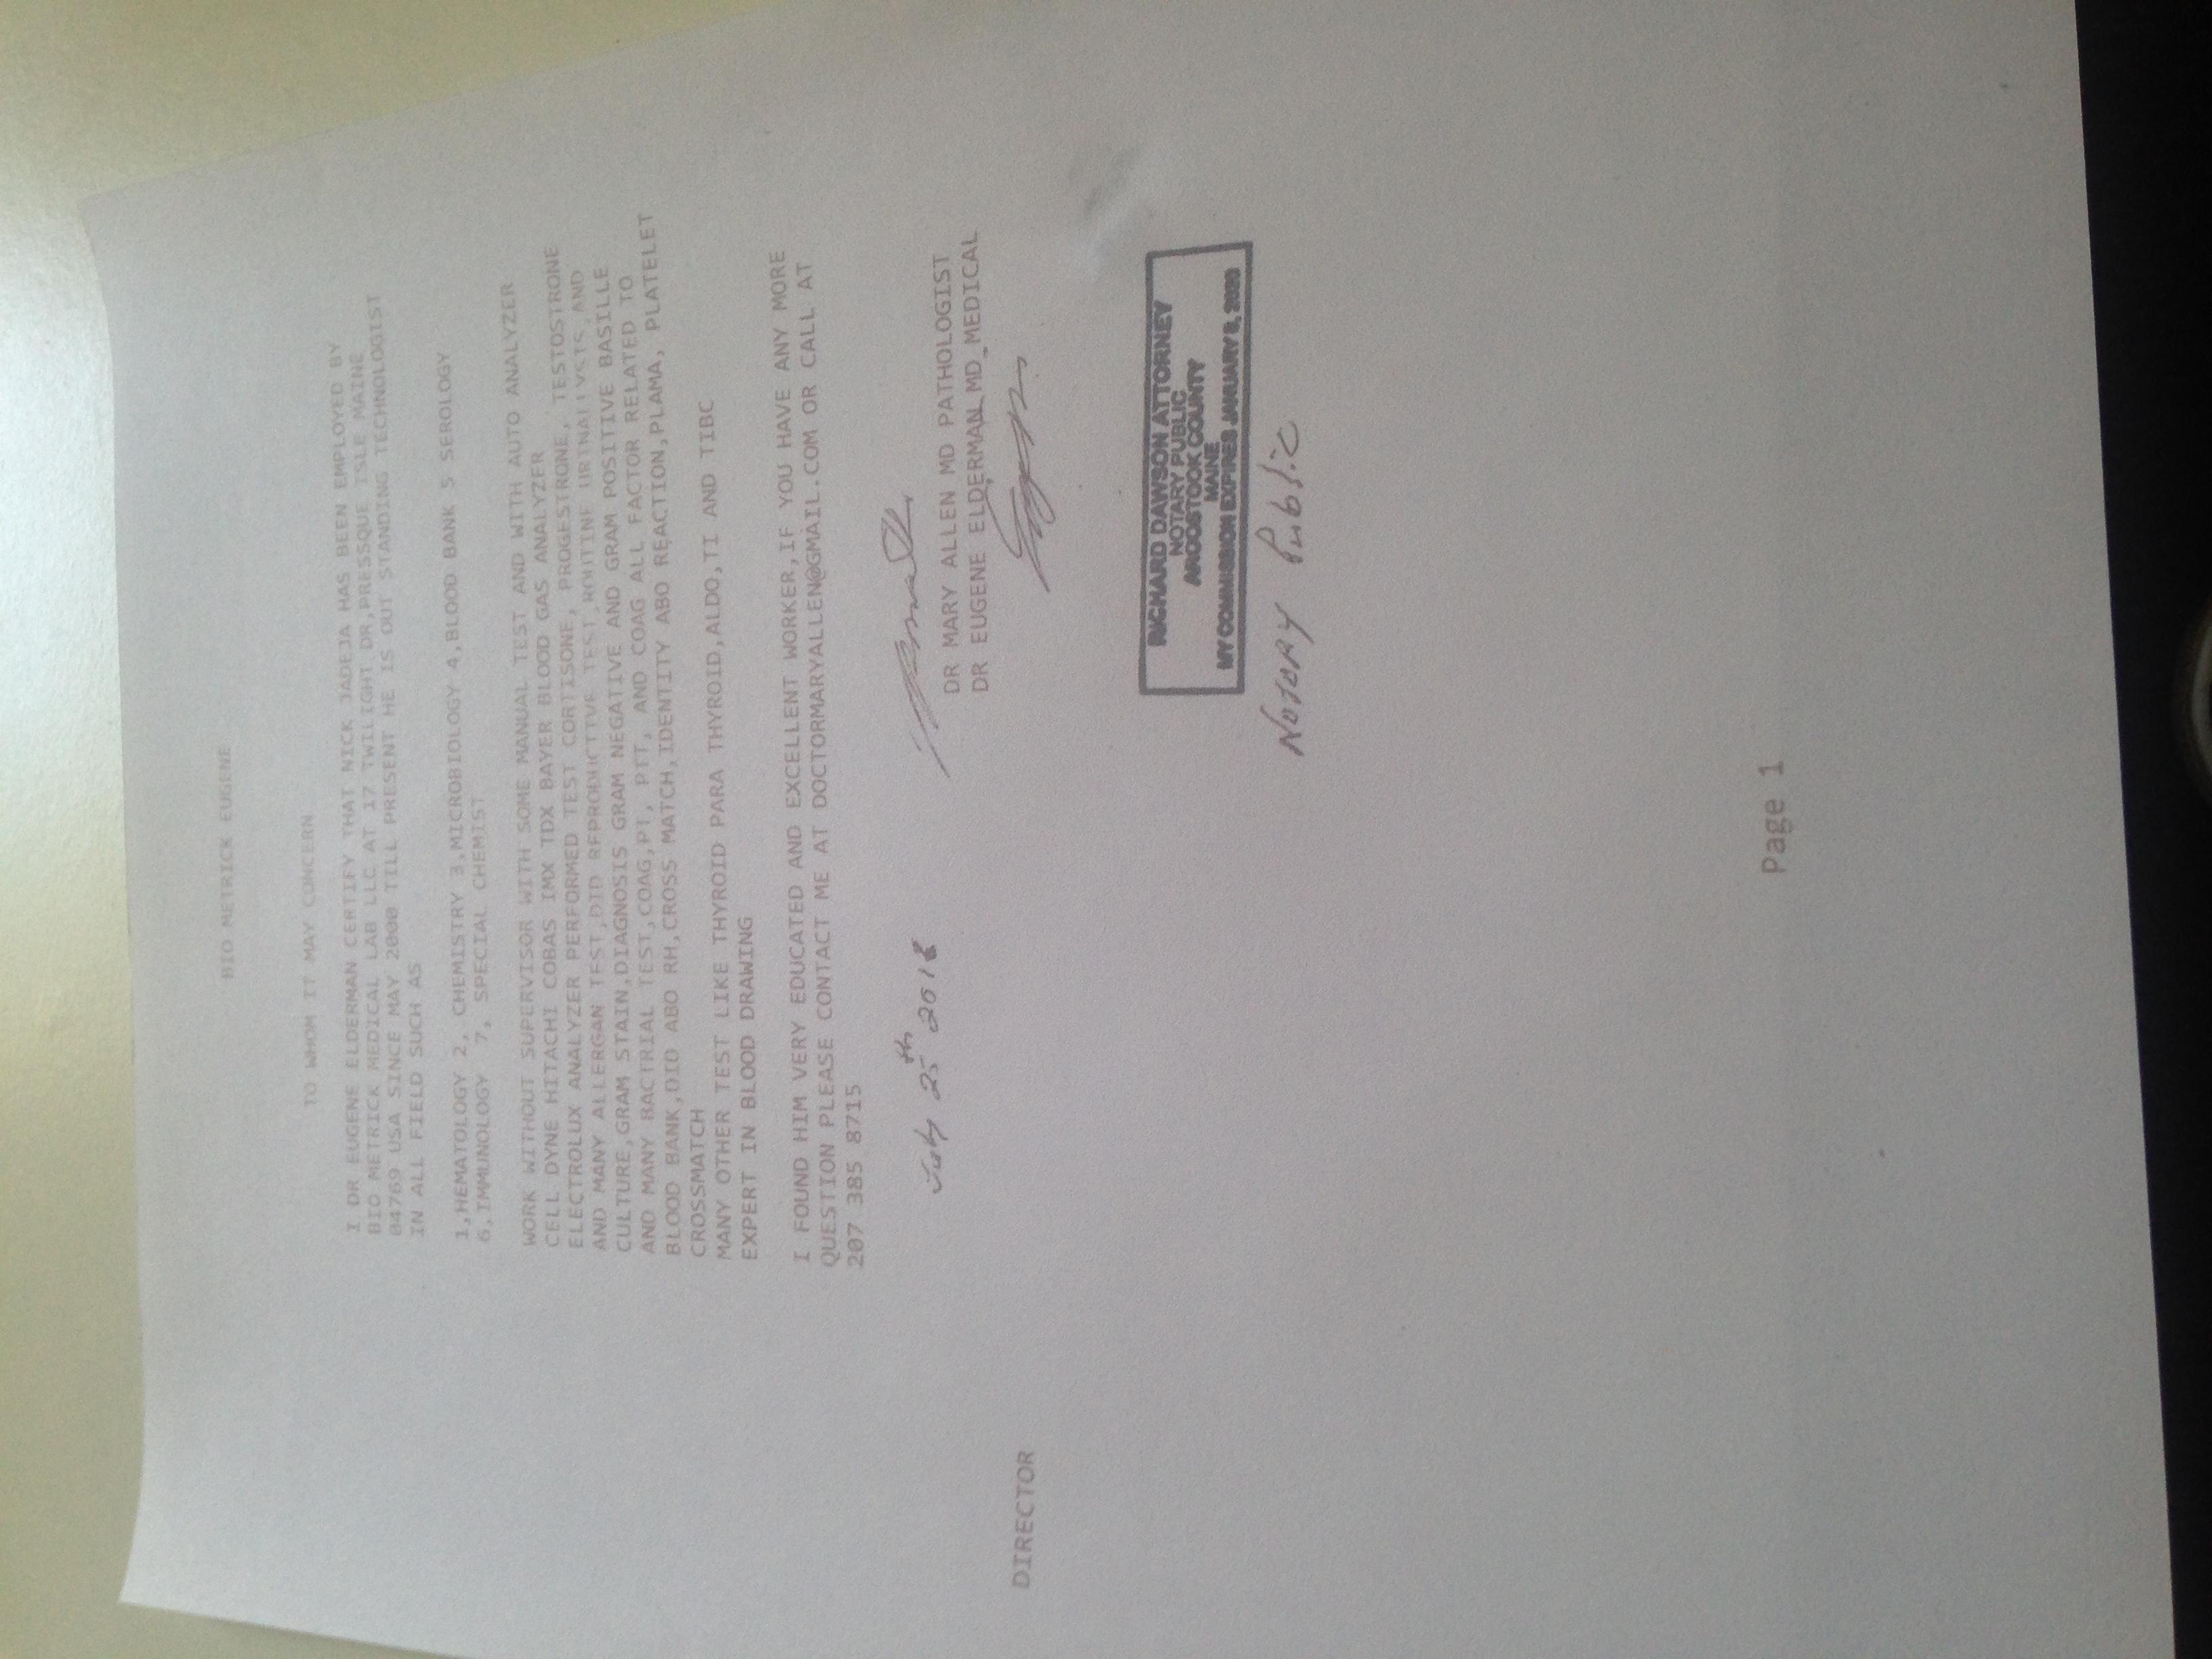 BIO METRICK EUGENE
TO WHOM IT MAY CONCERN
I DR EUGENE ELDERMAN CERTIFY THAT NICK JADEJA HAS BEEN EMPLOYED BY
BIO METRICK MEDICAL LAB LLC AT 17 TWILIGHT DR,PRESSQUE ISLE MAINE
04769 USA SINCE MAY 2000 TILL PRESENT HE IS OUT STANDING TECHNOLOGIST
IN ALL FIELD SUCH AS
1,HEMATOLOGY 2, CHEMISTRY 3,MICROBIOLOGY 4,BLOOD BANK 5 SEROLOGY
6,IMMUNOLOGY 7, SPECIAL CHEMIST
WORK WITHOUT SUPERVISOR WITH SOME MANUAL TEST AND WITH AUTO ANALYZER
CELL DYNE HITACHI COBAS IMX TDX BAYER BLOOD GAS ANALYZER
ELECTROLUX ANALYZER PERFORMED TEST CORTISONE, PROGESTRONE, TESTOSTRONE
AND MANY ALLERGAN TEST,DID REPRODUCTIVE TEST,ROUTINE URINALLYSIS,AND
CULTURE,GRAM STAIN,DIAGNOSIS GRAM NEGATIVE AND GRAM POSITIVE BASILLE
AND MANY BACTRIAL TEST,COAG,PT, PTT, AND COAG ALL FACTOR RELATED TO
BLOOD BANK,DID ABO RH,CROSS MATCH,IDENTITY ABO REACTION,PLAMA, PLATELET
CROSSMATCH
MANY OTHER TEST LIKE THYROID PARA THYROID,ALDO,TI AND TIBC
EXPERT IN BLOOD DRAWING
I FOUND HIM VERY EDUCATED AND EXCELLENT WORKER,IF YOU HAVE ANY MORE
QUESTION PLEASE CONTACT ME AT DOCTORMARYALLEN@GMAIL.COM OR CALL AT
207 385 8715
July 25th 2018
DR MARY ALLEN MD PATHOLOGIST
DR EUGENE ELDERMAN MD MEDICAL
DIRECTOR
RICHARD DAWSON ATTORNEY
NOTARY PUBLIC
AROOSTOOK COUNTY
MAINE
MY COMMISSION EXPIRES JANUARY 8, 2020
NOTARY Public
Page 1